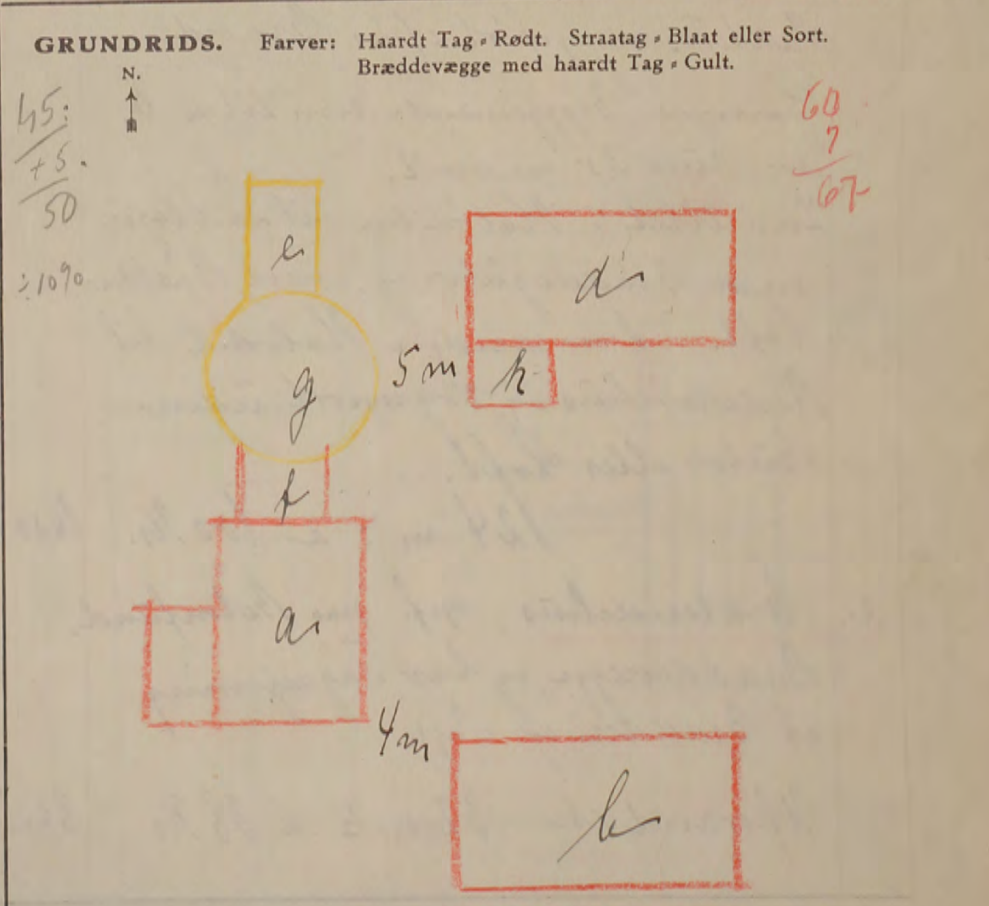 GRUNDRIDS. Farver: Haardt Tag = Rødt. Straatag = Blaat eller Sort.
Bræddevægge med haardt Tag = Gult.
N.
45:
+5.
50
÷10%
60
7
67
e
d
g
5 m
h
f
a
4 m
b